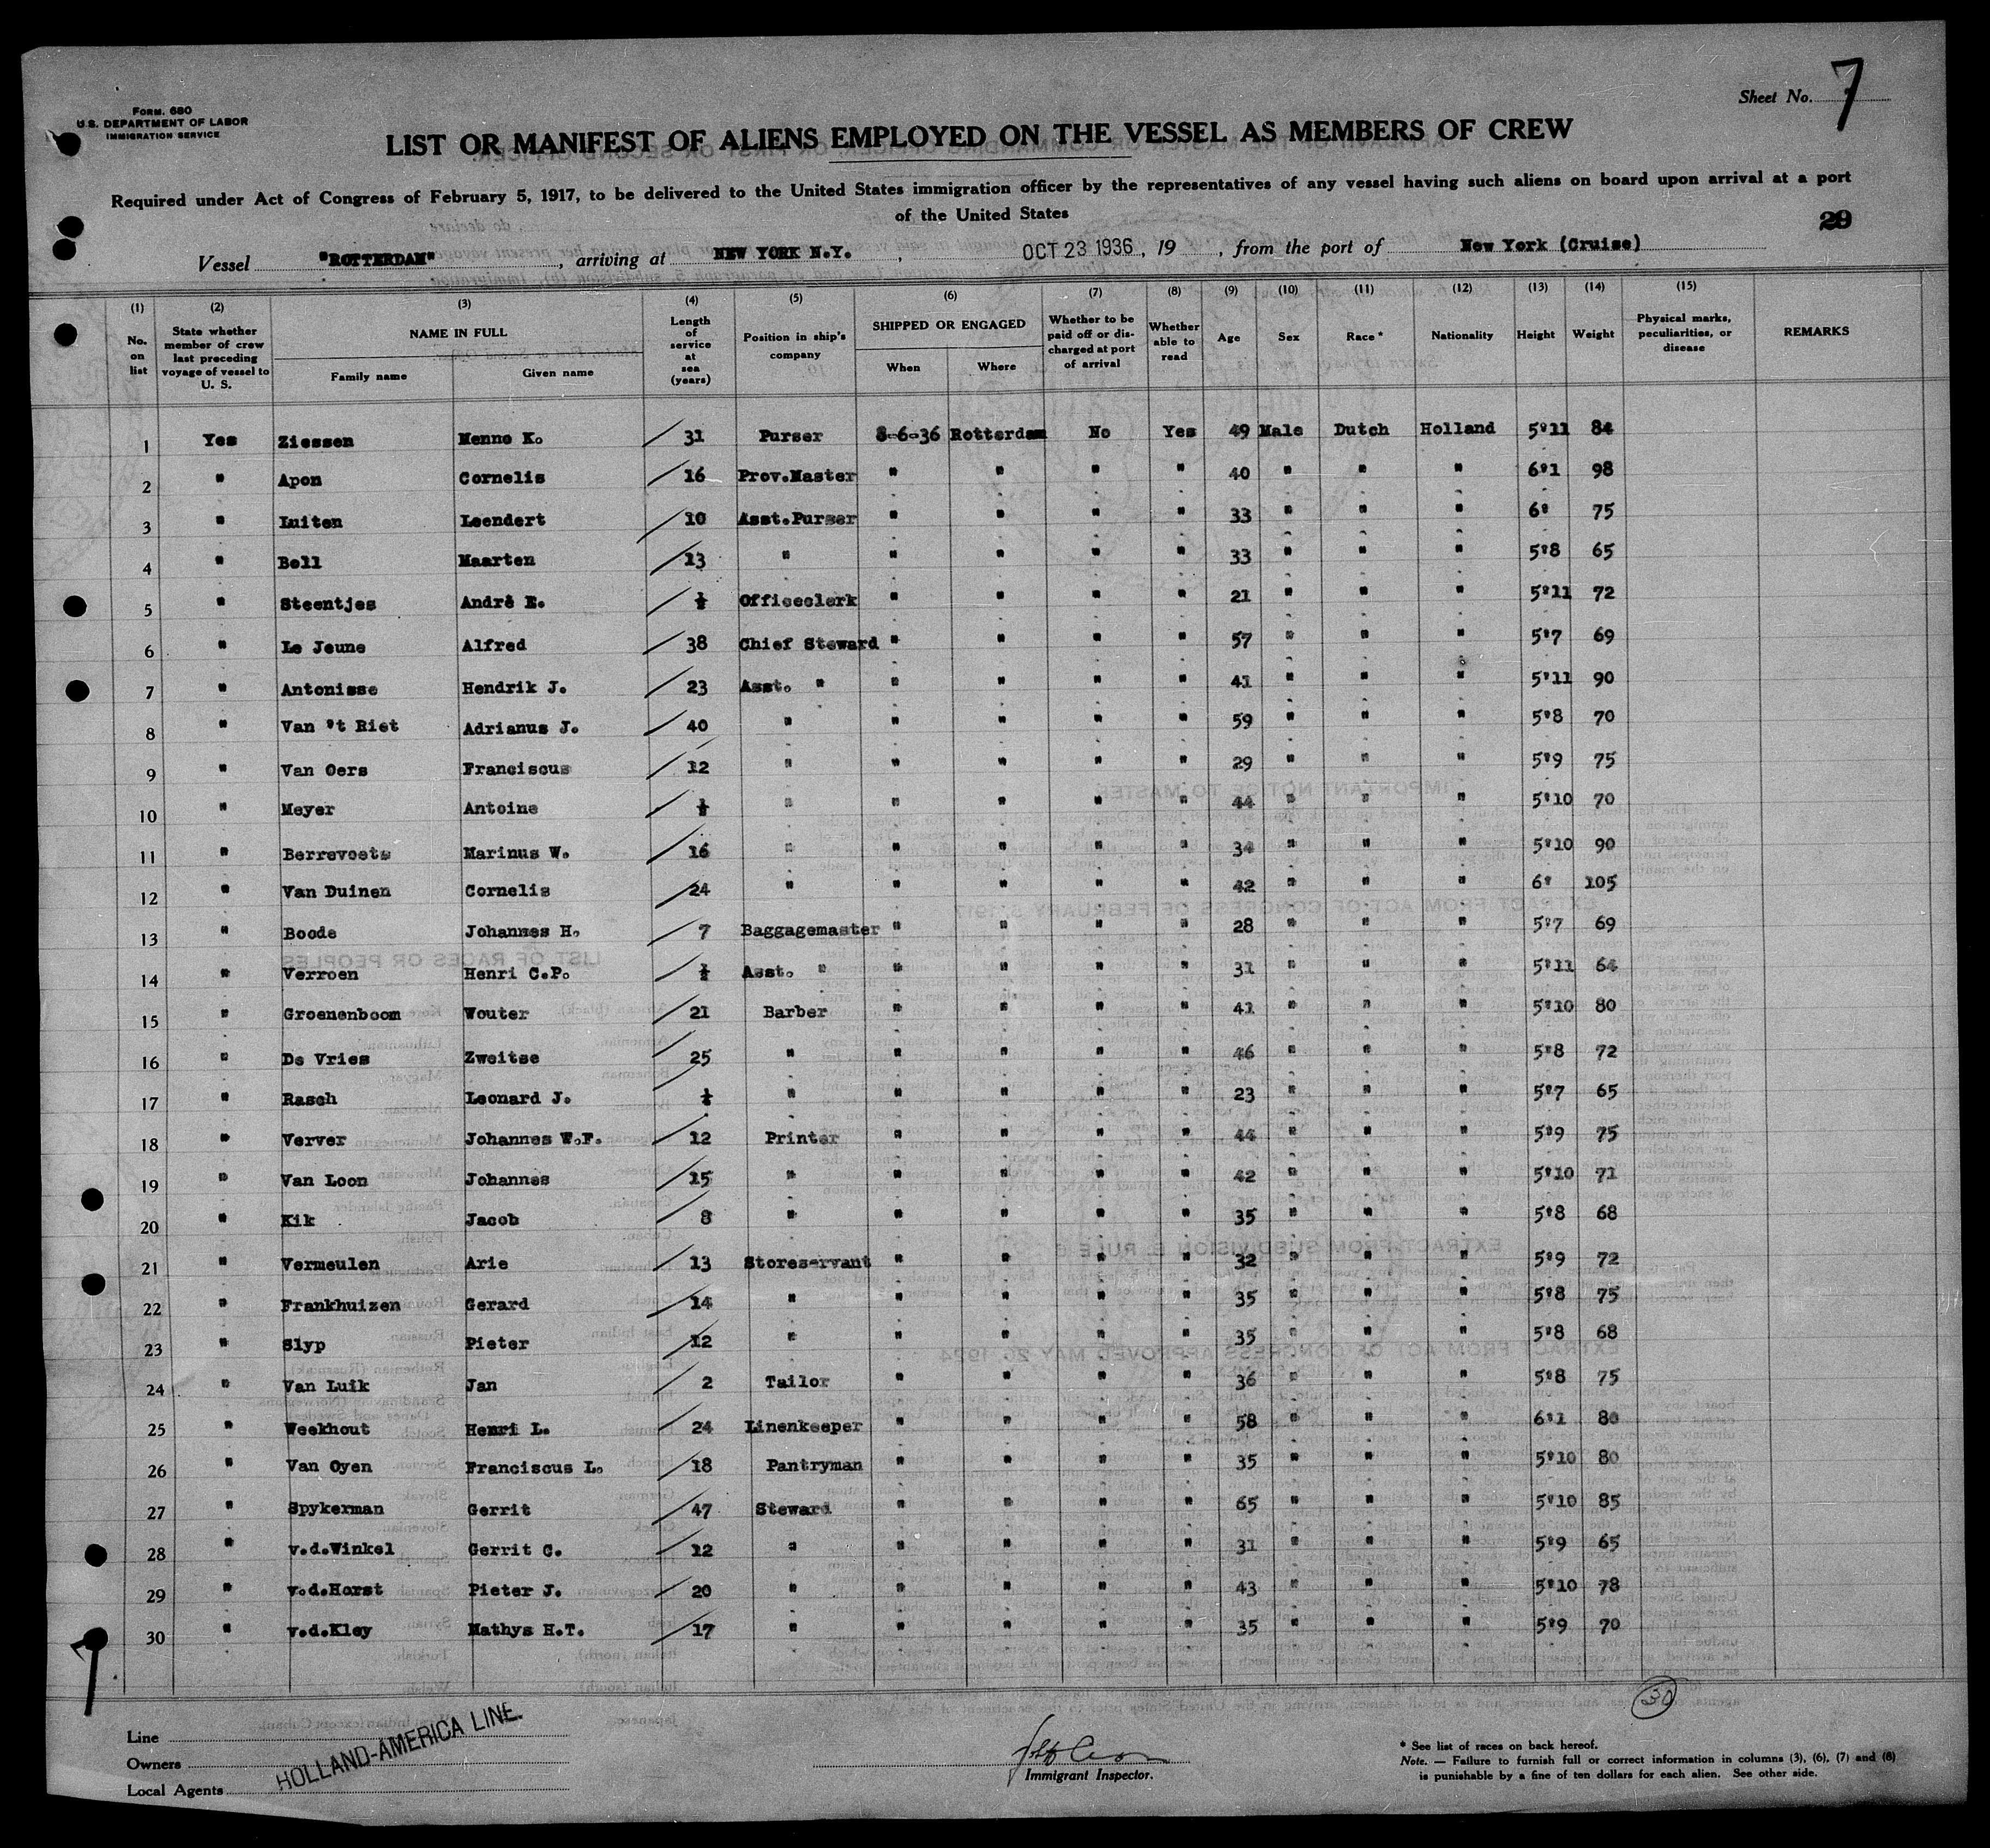 Sheet No. 7
FORM. 680
U.S. DEPARTMENT OF LABOR
IMMIGRATION SERVICE
LIST OR MANIFEST OF ALIENS EMPLOYED ON THE VESSEL AS MEMBERS OF CREW
Required under Act of Congress of February 5, 1917, to be delivered to the United States immigration officer by the representatives of any vessel having such aliens on board upon arrival at a port
of the United States
29
Vessel "ROTTERDAM", arriving at NEW YORK N.Y., OCT 23 1936, 19 , from the port of New York (Cruise)
(1) (2) (3) (4) (5) (6) (7) (8) (9) (10) (11) (12) (13) (14) (15)
No. on list State whether member of crew last preceding voyage of vessel to U. S. NAME IN FULL Family name Given name Length of service at sea (years) Position in ship's company SHIPPED OR ENGAGED When Where Whether to be paid off or discharged at port of arrival Whether able to read Age Sex Race * Nationality Height Weight Physical marks, peculiarities, or disease REMARKS
1 Yes Ziessen Menno K. 31 Purser 8-6-36 Rotterdam No Yes 49 Male Dutch Holland 5'11 84
2 " Apon Cornelis 16 Prov.Master " " " " 40 " " " 6'1 98
3 " Luiten Leendert 10 Asst.Purser " " " " 33 " " " 6' 75
4 " Boll Maarten 13 " " " " " 33 " " " 5'8 65
5 " Steentjes Andrè E. Officeclerk " " " " 21 " " " 5'11 72
6 " Le Jeune Alfred 38 Chief Steward " " " " 57 " " " 5'7 69
7 " Antonisse Hendrik J. 23 Asst. " " " " " 41 " " " 5'11 90
8 " Van 't Riet Adrianus J. 40 " " " " " 59 " " " 5'8 70
9 " Van Oers Franciscus 12 " " " " " 29 " " " 5'9 75
10 " Meyer Antoine " " " " " 44 " " " 5'10 70
11 " Berrevoets Marinus W. 16 " " " " " 34 " " " 5'10 90
12 " Van Duinen Cornelis 24 " " " " " 42 " " " 6' 105
13 " Boode Johannes H. 7 Baggagemaster " " " " 28 " " " 5'7 69
14 " Verroen Henri C.P. Asst. " " " " " 31 " " " 5'11 64
15 " Groenenboom Wouter 21 Barber " " " " 41 " " " 5'10 80
16 " De Vries Zweitse 25 " " " " " 46 " " " 5'8 72
17 " Rasch Leonard J. " " " " " 23 " " " 5'7 65
18 " Verver Johannes W.F. 12 Printer " " " " 44 " " " 5'9 75
19 " Van Loon Johannes 15 " " " " " 42 " " " 5'10 71
20 " Kik Jacob 8 " " " " " 35 " " " 5'8 68
21 " Vermeulen Arie 13 Storeservant " " " " 32 " " " 5'9 72
22 " Frankhuizen Gerard 14 " " " " " 35 " " " 5'8 75
23 " Slyp Pieter 12 " " " " " 35 " " " 5'8 68
24 " Van Luik Jan 2 Tailor " " " " 36 " " " 5'8 75
25 " Weekhout Henri L. 24 Linenkeeper " " " " 58 " " " 6'1 80
26 " Van Oyen Franciscus L. 18 Pantryman " " " " 35 " " " 5'10 80
27 " Spykerman Gerrit 47 Steward " " " " 65 " " " 5'10 85
28 " v.d.Winkel Gerrit C. 12 " " " " " 31 " " " 5'9 65
29 " v.d.Horst Pieter J. 20 " " " " " 43 " " " 5'10 78
30 " v.d.Kley Mathys H.T. 17 " " " " " 35 " " " 5'9 70
30
Line
Owners HOLLAND-AMERICA LINE.
Local Agents
Immigrant Inspector.
* See list of races on back hereof.
Note. — Failure to furnish full or correct information in columns (3), (6), (7) and (8)
is punishable by a fine of ten dollars for each alien. See other side.